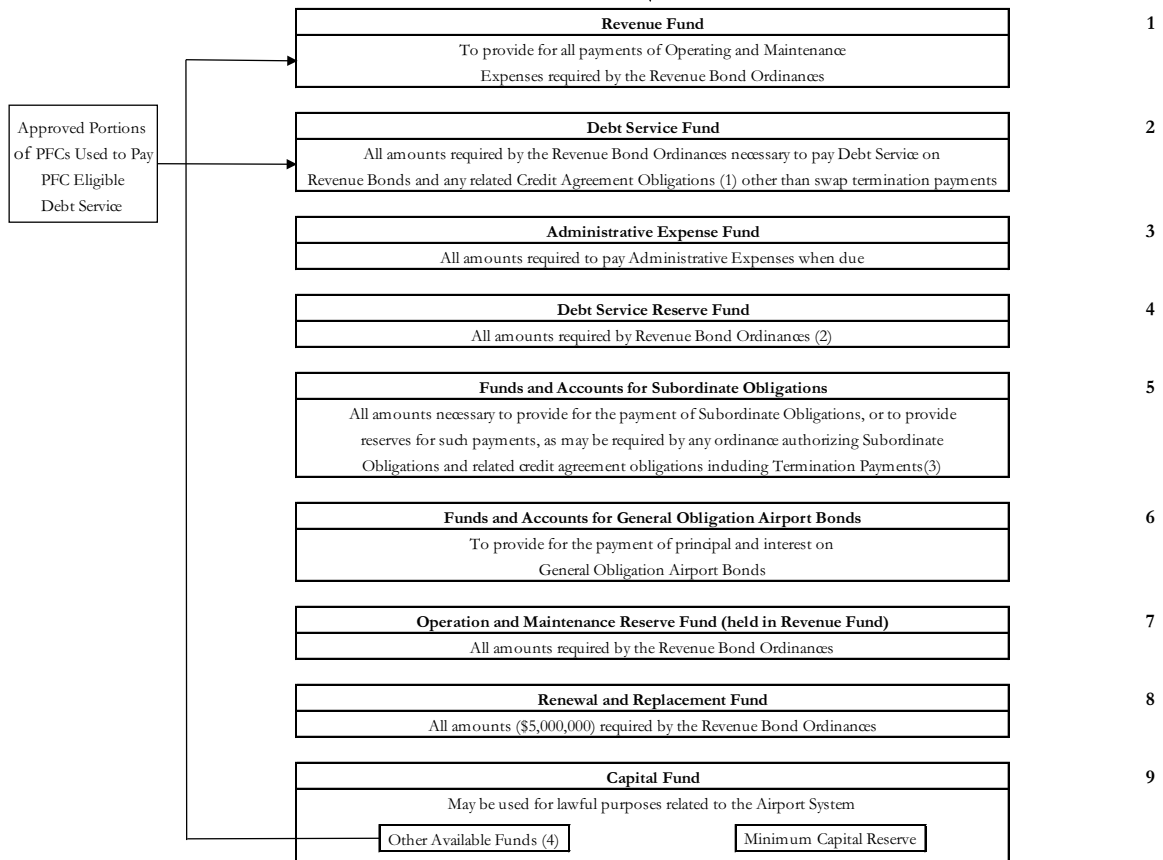 Revenue Fund
1
To provide for all payments of Operating and Maintenance
Expenses required by the Revenue Bond Ordinances
Approved Portions
of PFCs Used to Pay
PFC Eligible
Debt Service
Debt Service Fund
2
All amounts required by the Revenue Bond Ordinances necessary to pay Debt Service on
Revenue Bonds and any related Credit Agreement Obligations (1) other than swap termination payments
Administrative Expense Fund
3
All amounts required to pay Administrative Expenses when due
Debt Service Reserve Fund
4
All amounts required by Revenue Bond Ordinances (2)
Funds and Accounts for Subordinate Obligations
5
All amounts necessary to provide for the payment of Subordinate Obligations, or to provide
reserves for such payments, as may be required by any ordinance authorizing Subordinate
Obligations and related credit agreement obligations including Termination Payments(3)
Funds and Accounts for General Obligation Airport Bonds
6
To provide for the payment of principal and interest on
General Obligation Airport Bonds
Operation and Maintenance Reserve Fund (held in Revenue Fund)
7
All amounts required by the Revenue Bond Ordinances
Renewal and Replacement Fund
8
All amounts ($5,000,000) required by the Revenue Bond Ordinances
Capital Fund
9
May be used for lawful purposes related to the Airport System
Other Available Funds (4)
Minimum Capital Reserve